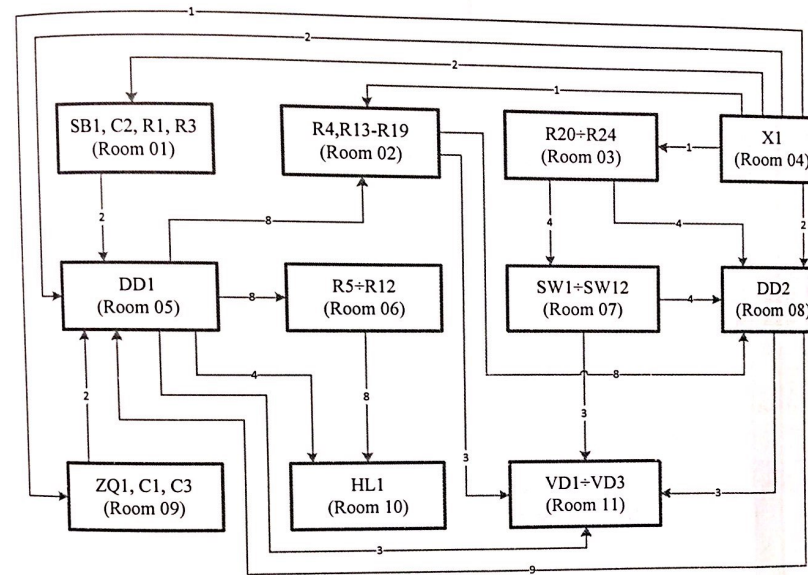 1
2
2
1
SB1, C2, R1, R3
(Room 01)
R4,R13-R19
(Room 02)
R20÷R24
(Room 03)
1
X1
(Room 04)
2
8
4
4
2
DD1
(Room 05)
8
R5÷R12
(Room 06)
SW1÷SW12
(Room 07)
4
DD2
(Room 08)
2
4
8
8
3
3
ZQ1, C1, C3
(Room 09)
HL1
(Room 10)
VD1÷VD3
(Room 11)
3
3
9